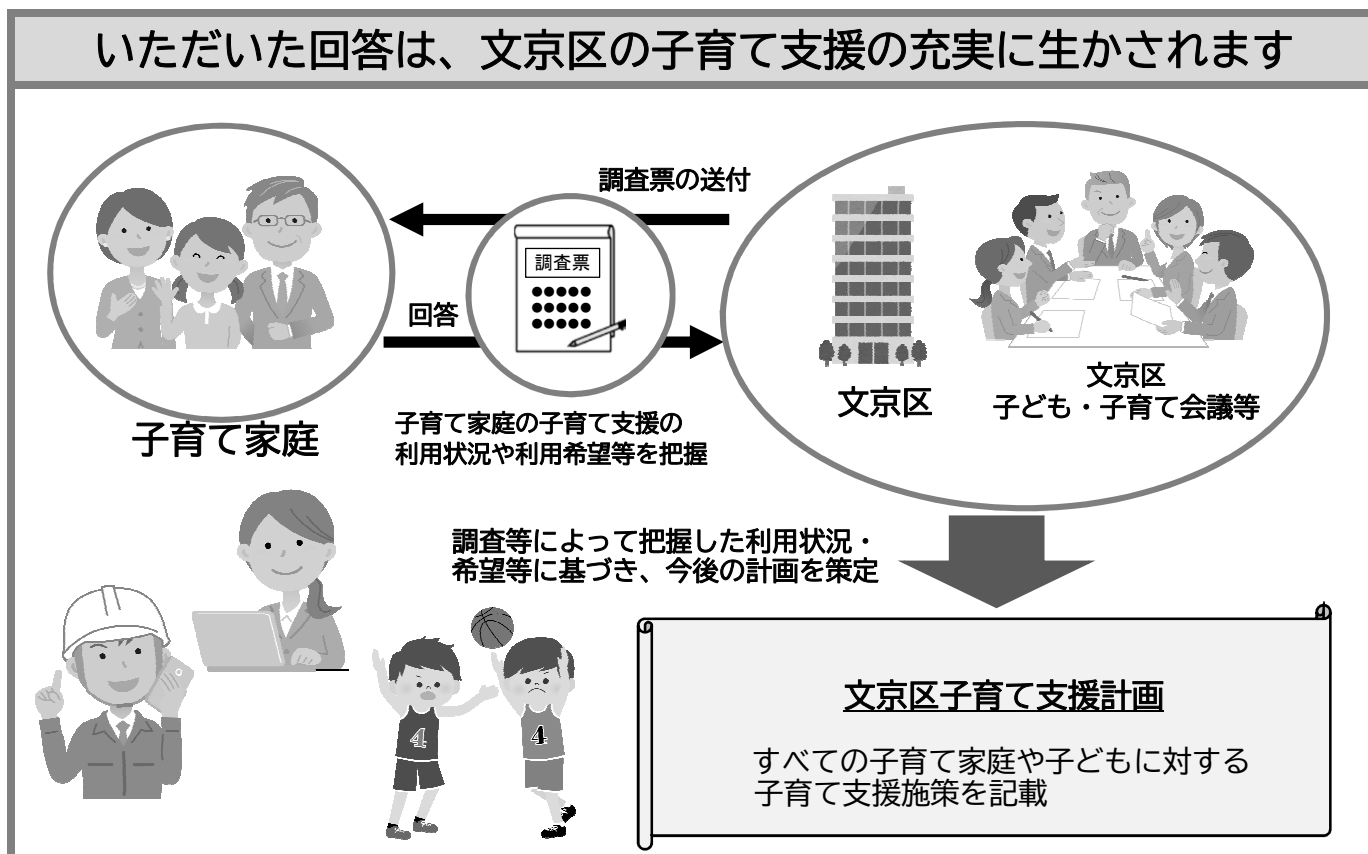 いただいた回答は、文京区の子育て支援の充実に生かされます
調査票の送付
調査票
回答
文京区
文京区
子ども・子育て会議等
子育て家庭
子育て家庭の子育て支援の
利用状況や利用希望等を把握
調査等によって把握した利用状況・
希望等に基づき、今後の計画を策定
4
4
文京区子育て支援計画
すべての子育て家庭や子どもに対する
子育て支援施策を記載